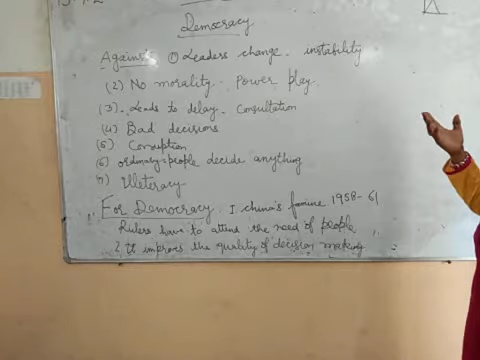 Democracy
Against ① Leaders change - instability
(2) No morality - Power play
(3) - Leads to delay - Consultation
(4) Bad decisions
(5) Corruption
(6) ordinary people decide anything
(7) Illeteracy
For Democracy. I China's famine 1958-61
Rulers have to attend the need of people
2. It improves the quality of decision making